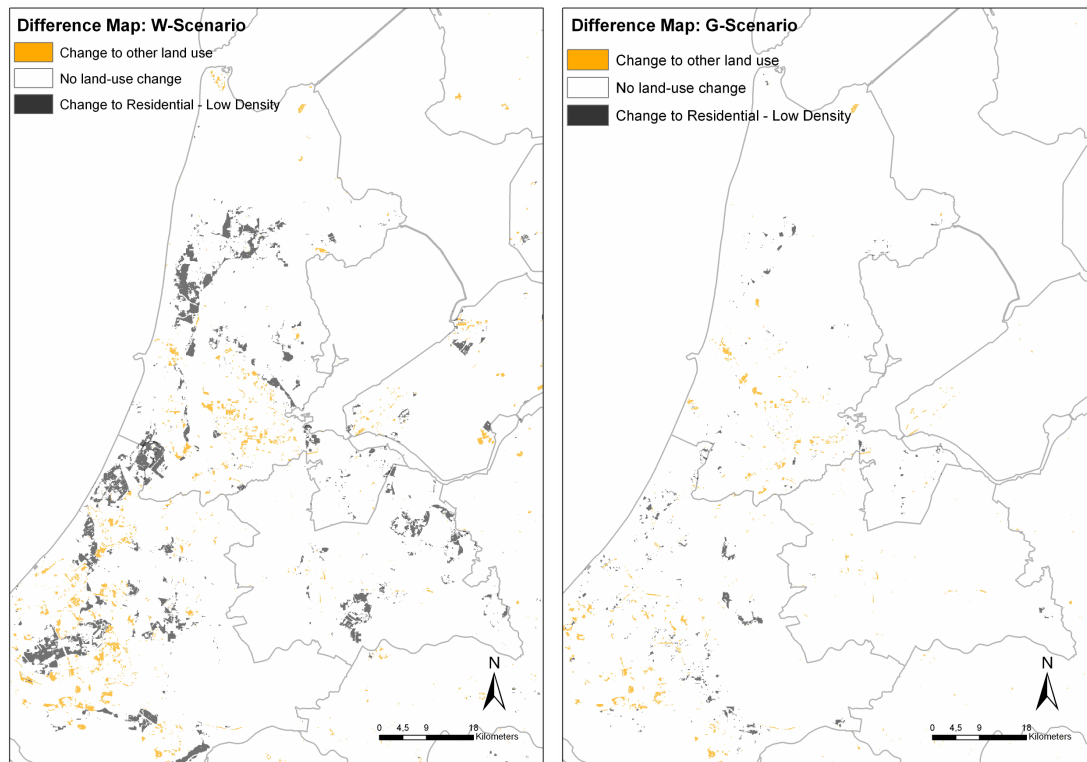 Difference Map: W-Scenario
Change to other land use
No land-use change
Change to Residential - Low Density
N
0 4,5 9 18
Kilometers
Difference Map: G-Scenario
Change to other land use
No land-use change
Change to Residential - Low Density
N
0 4,5 9 18
Kilometers